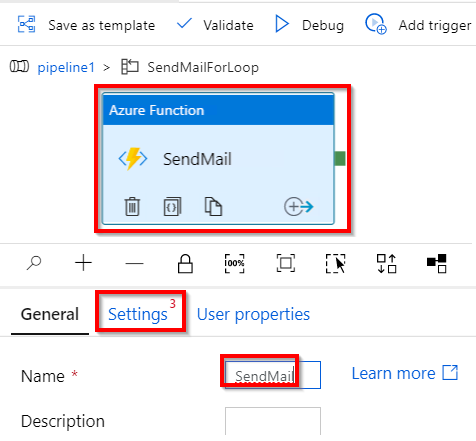 Save as template Validate Debug Add trigger
pipeline1 > SendMailForLoop
Azure Function
SendMail
{}
100%
General Settings 3 User properties
Name * SendMail Learn more
Description